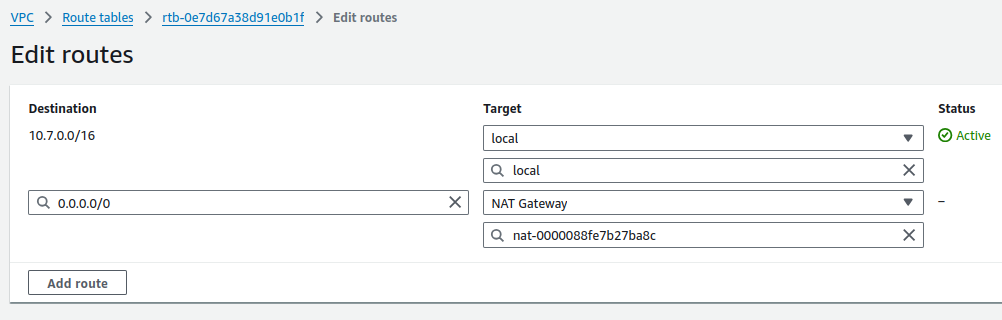 VPC > Route tables > rtb-0e7d67a38d91e0b1f > Edit routes
Edit routes
Destination Target Status
10.7.0.0/16 local Active
local
0.0.0.0/0 NAT Gateway –
nat-0000088fe7b27ba8c
Add route